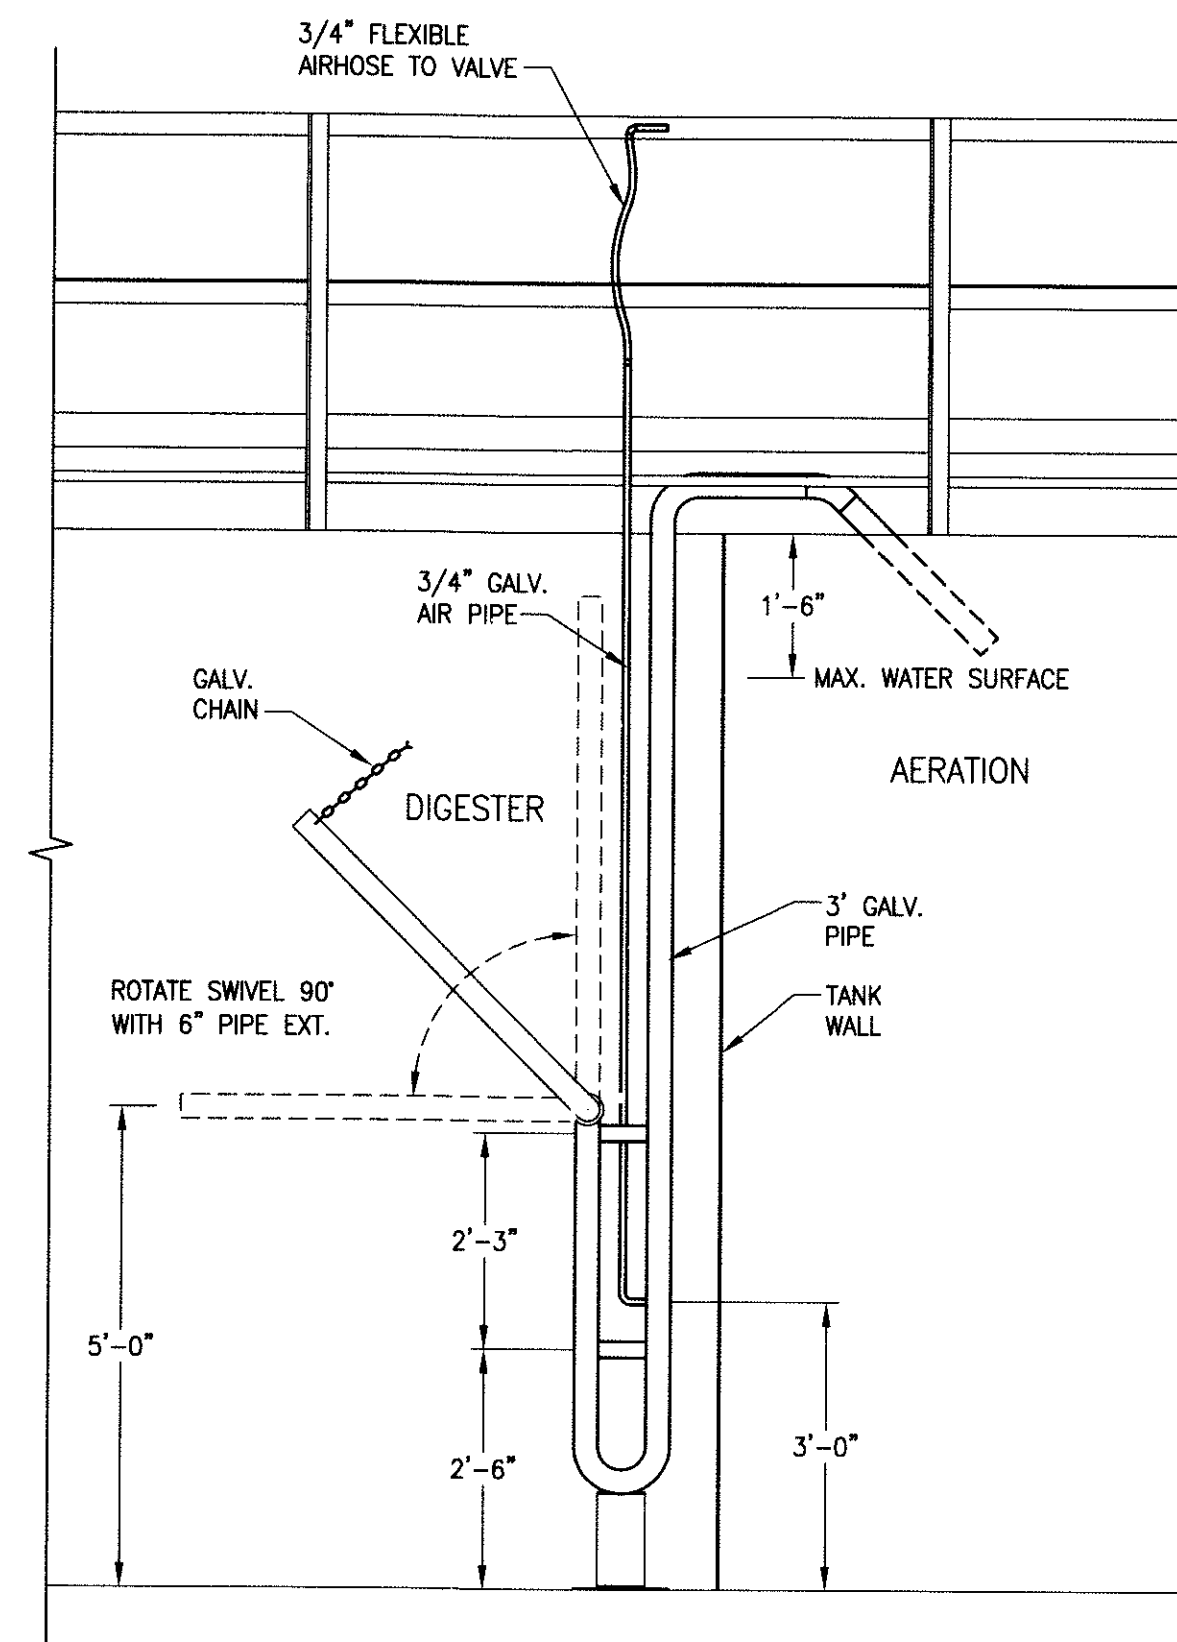 3/4" FLEXIBLE
AIRHOSE TO VALVE
3/4" GALV.
AIR PIPE
1'-6"
MAX. WATER SURFACE
GALV.
CHAIN
AERATION
DIGESTER
3' GALV.
PIPE
ROTATE SWIVEL 90°
WITH 6" PIPE EXT.
TANK
WALL
2'-3"
5'-0"
2'-6"
3'-0"